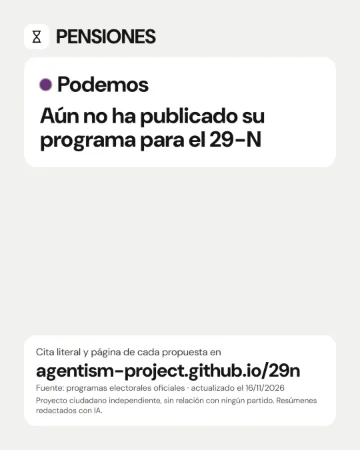 PENSIONES
Podemos
Aún no ha publicado su
programa para el 29-N
Cita literal y página de cada propuesta en
agentism-project.github.io/29n
Fuente: programas electorales oficiales · actualizado el 16/11/2026
Proyecto ciudadano independiente, sin relación con ningún partido. Resúmenes
redactados con IA.